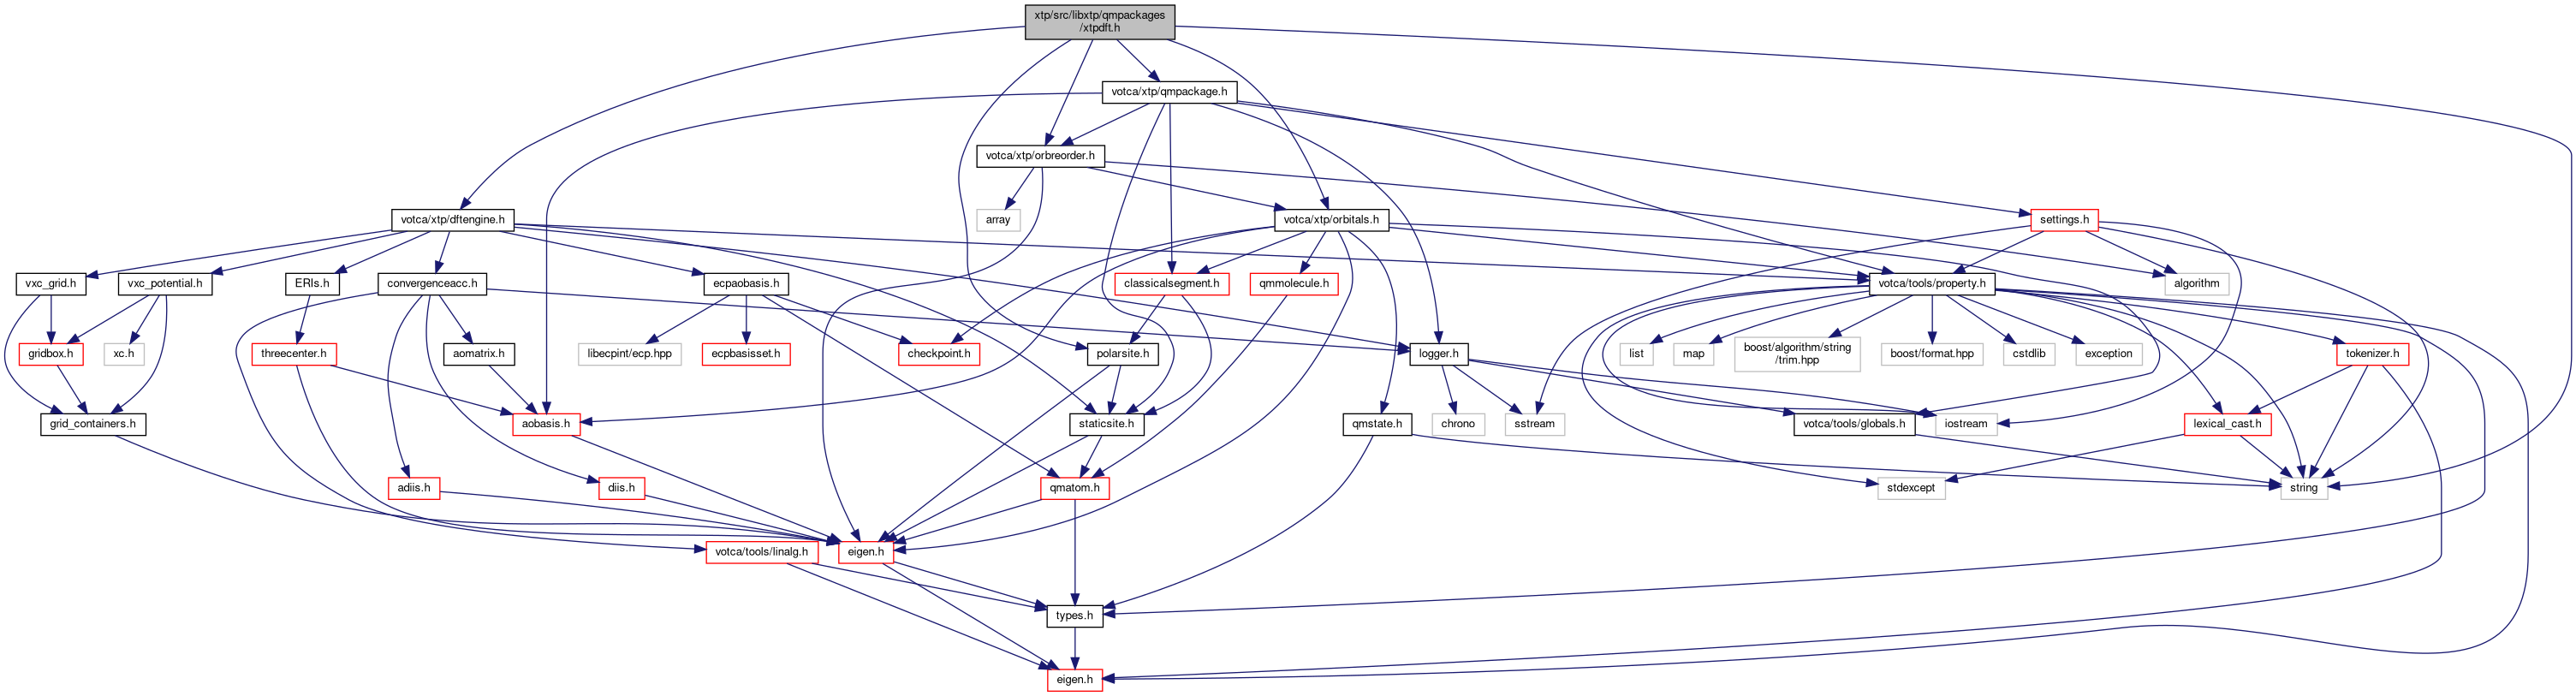 xtp/src/libxtp/qmpackages
/xtpdft.h
votca/xtp/qmpackage.h
votca/xtp/orbreorder.h
votca/xtp/dftengine.h
array
votca/xtp/orbitals.h
settings.h
vxc_grid.h
vxc_potential.h
ERIs.h
convergenceacc.h
ecpaobasis.h
classicalsegment.h
qmmolecule.h
votca/tools/property.h
algorithm
gridbox.h
xc.h
threecenter.h
aomatrix.h
libecpint/ecp.hpp
ecpbasisset.h
checkpoint.h
polarsite.h
logger.h
list
map
boost/algorithm/string
/trim.hpp
boost/format.hpp
cstdlib
exception
tokenizer.h
grid_containers.h
aobasis.h
staticsite.h
qmstate.h
chrono
sstream
votca/tools/globals.h
iostream
lexical_cast.h
adiis.h
diis.h
qmatom.h
stdexcept
string
votca/tools/linalg.h
eigen.h
types.h
eigen.h